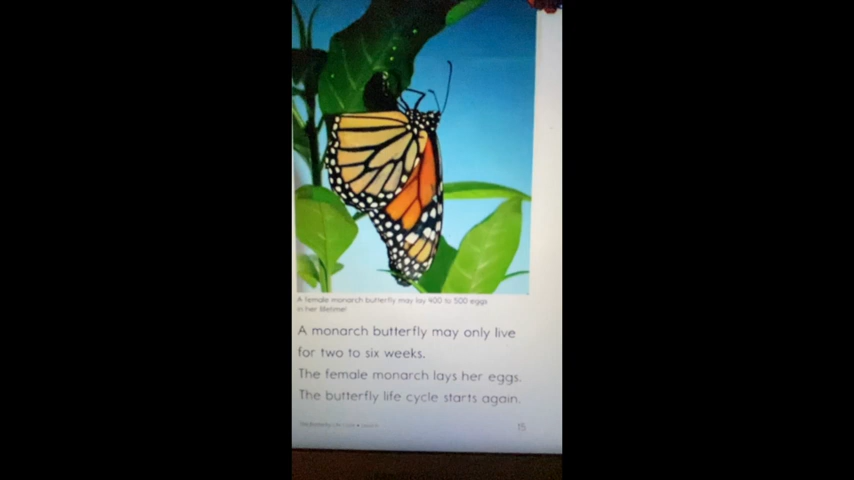 A female monarch butterfly may lay 400 to 500 eggs
in her lifetime!
A monarch butterfly may only live
for two to six weeks.
The female monarch lays her eggs.
The butterfly life cycle starts again.
15